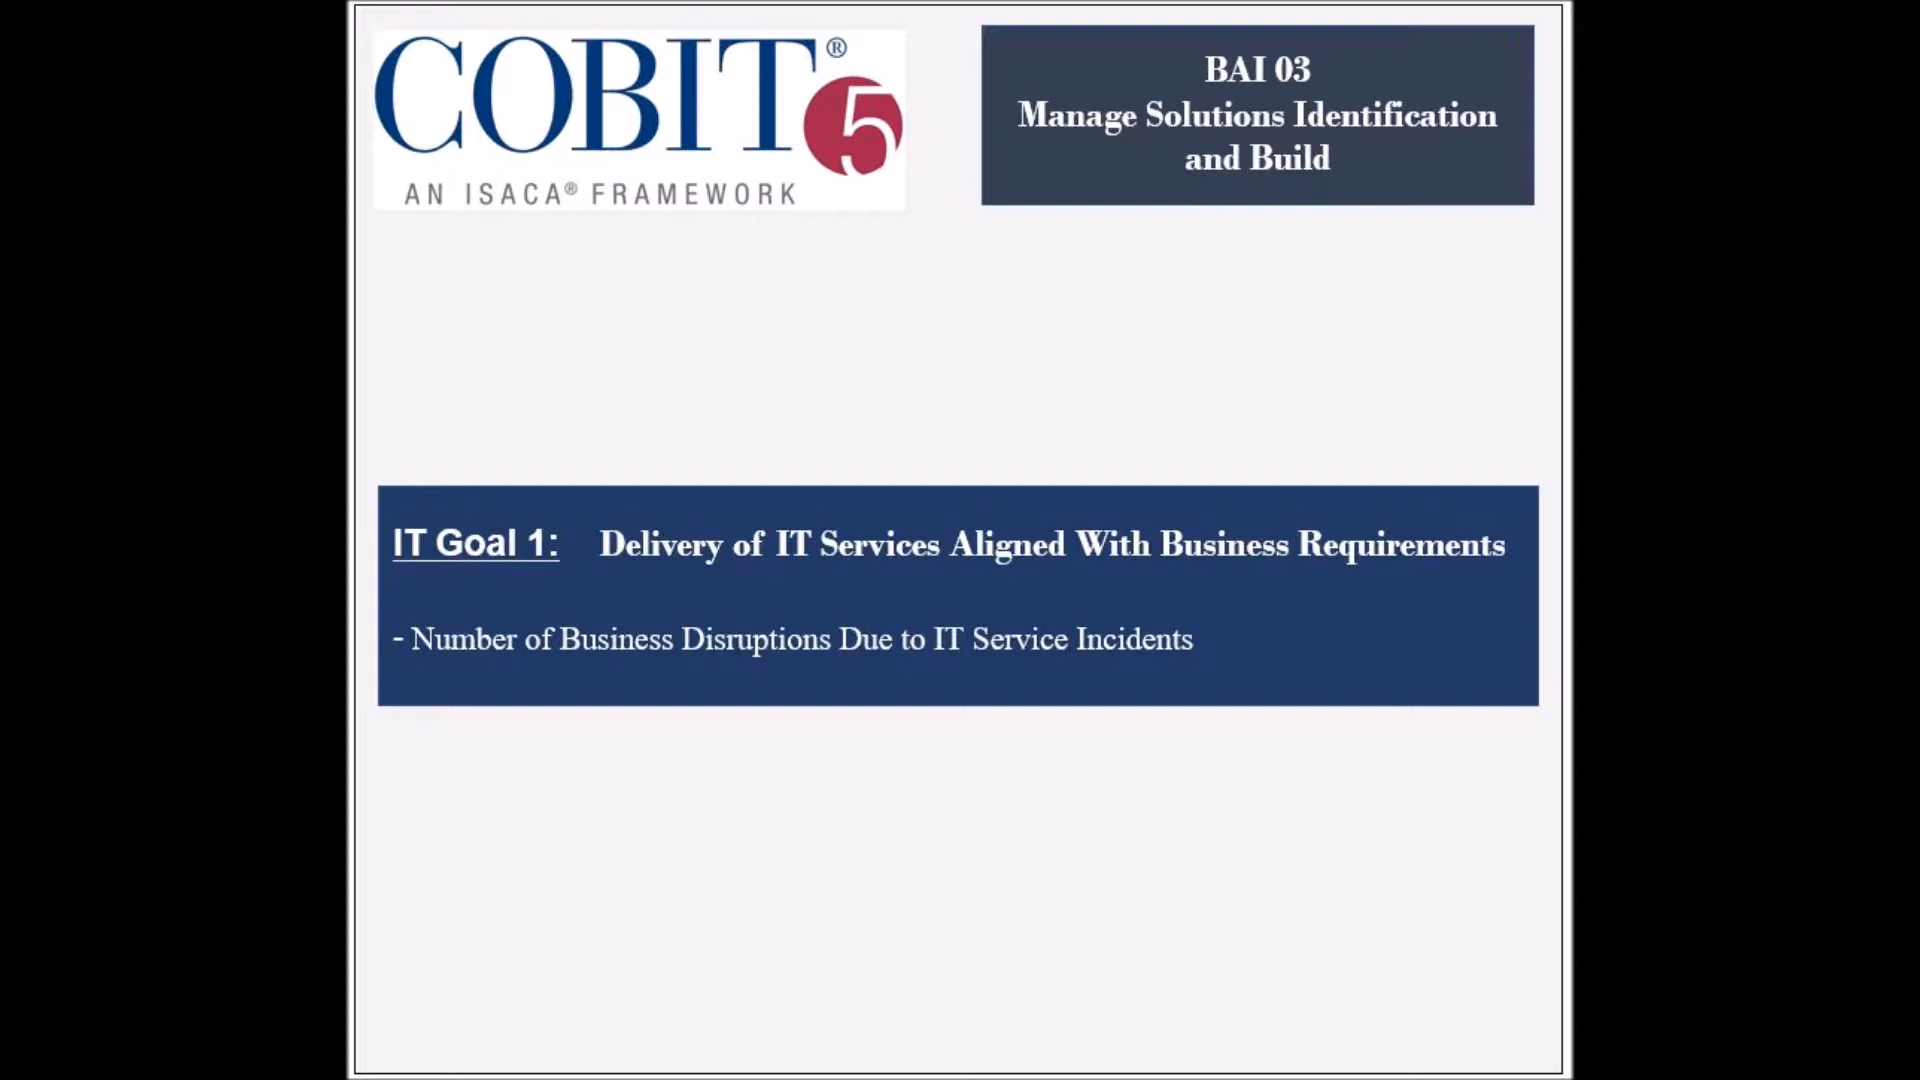 COBIT® 5
AN ISACA® FRAMEWORK
BAI 03
Manage Solutions Identification
and Build
IT Goal 1: Delivery of IT Services Aligned With Business Requirements
- Number of Business Disruptions Due to IT Service Incidents